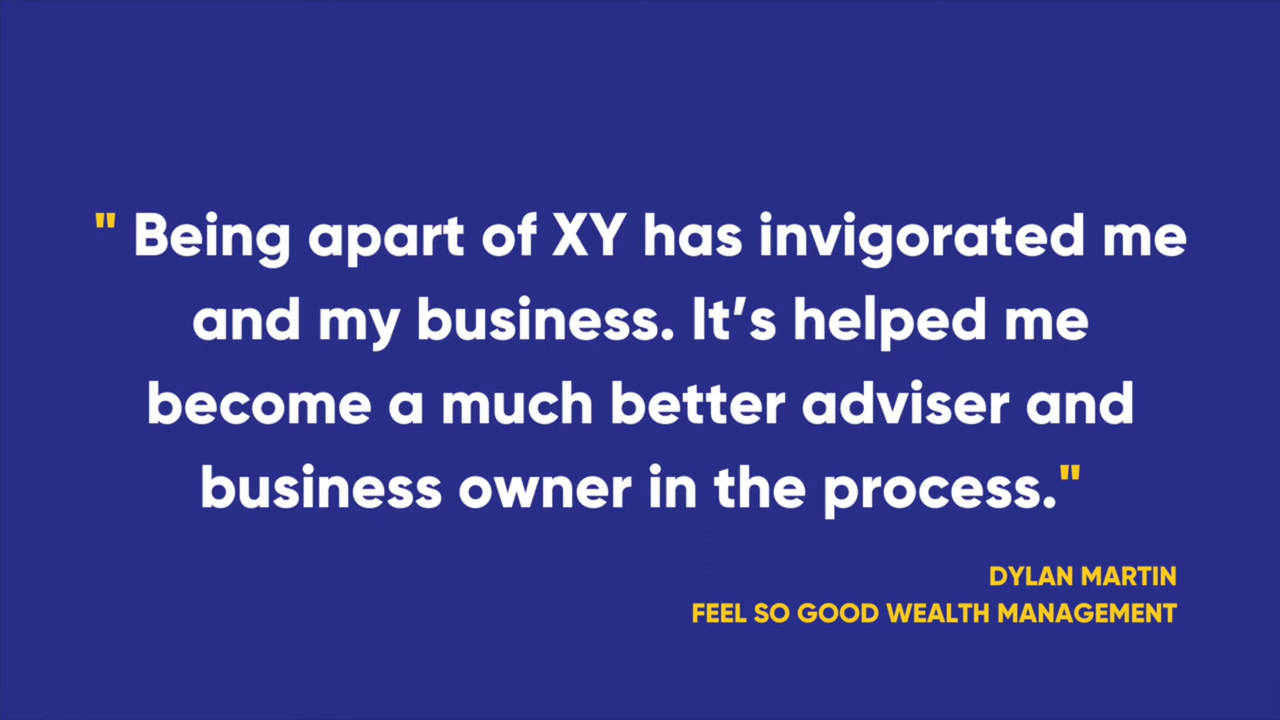 " Being apart of XY has invigorated me
and my business. It’s helped me
become a much better adviser and
business owner in the process."
DYLAN MARTIN
FEEL SO GOOD WEALTH MANAGEMENT